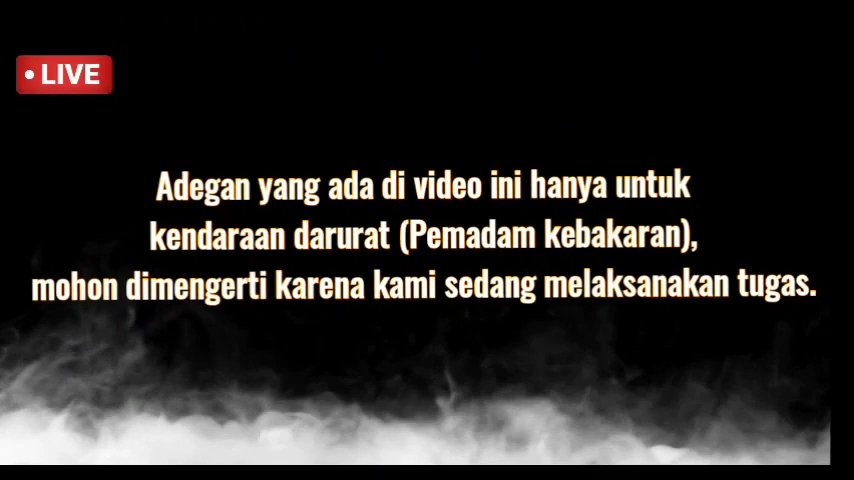 • LIVE
Adegan yang ada di video ini hanya untuk
kendaraan darurat (Pemadam kebakaran),
mohon dimengerti karena kami sedang melaksanakan tugas.